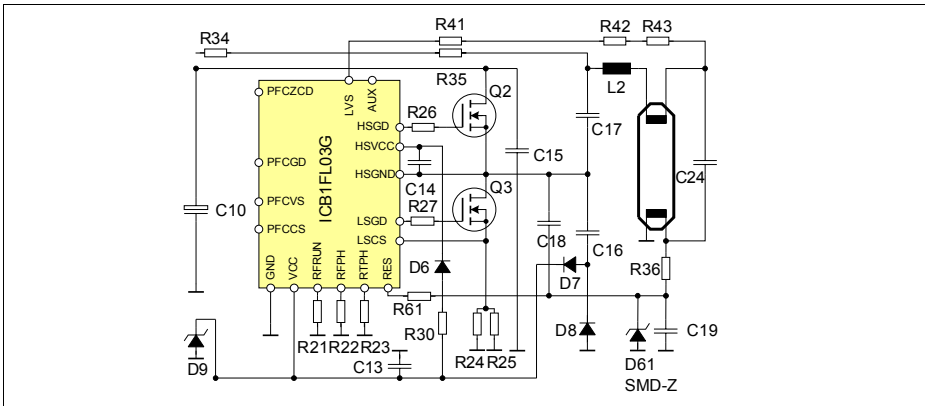 R41
R42
R43
R34
R35
L2
PFCZCD
LVS
AUX
Q2
HSGD
R26
C17
HSVCC
C15
PFCGD
ICB1FL03G
HSGND
C14
Q3
C24
C10
PFCVS
LSGD
R27
PFCCS
LSCS
C18
C16
D6
D7
R36
GND
VCC
RFRUN
RFPH
RTPH
RES
R61
R30
D8
C19
R21
R22
R23
R24
R25
D9
C13
D61
SMD-Z